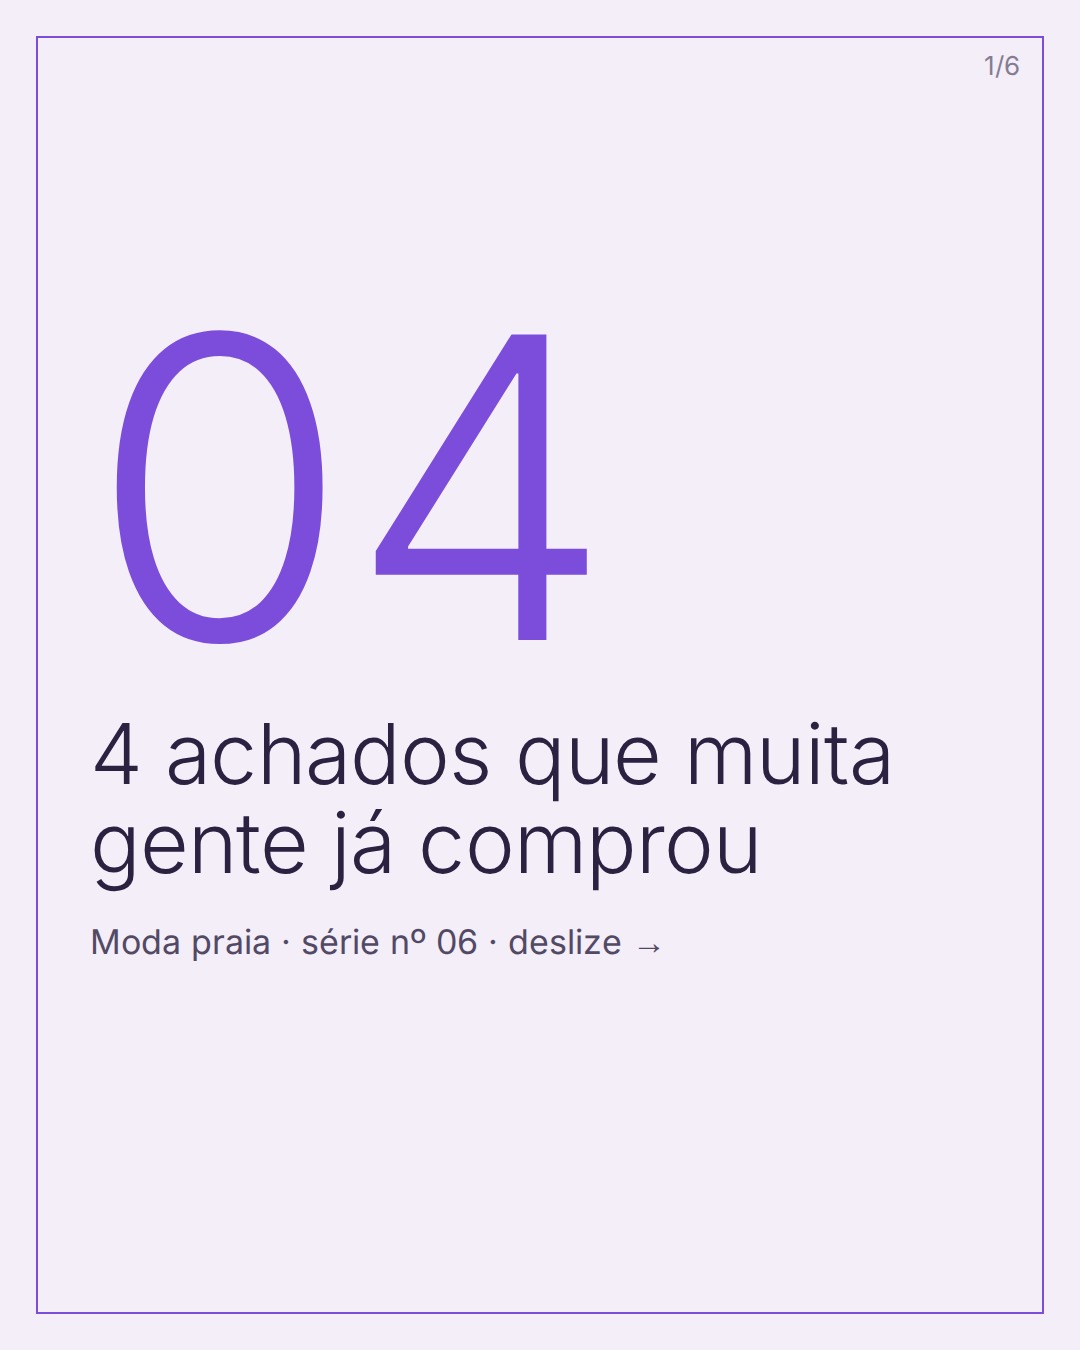 1/6
04
4 achados que muita
gente já comprou
Moda praia · série nº 06 · deslize →